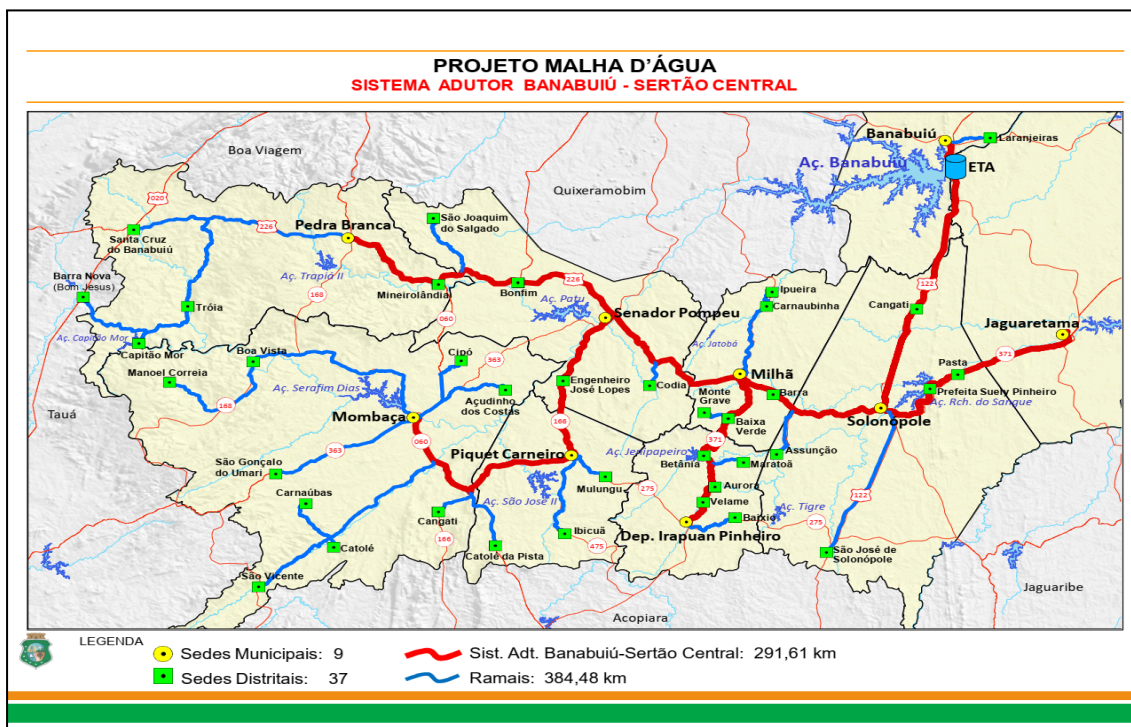 PROJETO MALHA D'ÁGUA
SISTEMA ADUTOR BANABUIÚ - SERTÃO CENTRAL
Boa Viagem
Quixeramobim
Banabuiú
Laranjeiras
Aç. Banabuiú
ETA
020
Santa Cruz
do Banabuiú
226
Pedra Branca
São Joaquim
do Salgado
Barra Nova
(Bom Jesus)
Aç. Trapiá II
168
Tróia
Mineirolândia
060
Bonfim
226
Aç. Patu
Senador Pompeu
Ipueira
Carnaubinha
122
Cangati
Jaguaretama
371
Aç. Capitão Mor
Capitão Mor
Manoel Correia
Boa Vista
Cipó
363
Aç. Jatobá
Milhã
Pasta
Aç. Serafim Dias
Açudinho
dos Costas
Engenheiro
José Lopes
Codia
Monte
Grave
Barra
Prefeita Suely Pinheiro
Aç. Rch. do Sangue
168
Tauá
Mombaça
166
Baixa
Verde
Solonópole
060
371
363
São Gonçalo
do Umari
Piquet Carneiro
Aç. Jenipapeiro
Betânia
Maratoã
Assunção
Carnaúbas
Aç. São José II
Mulungu
275
Aurora
122
Velame
Cangati
166
Catolé
Catolé da Pista
Ibicuã
475
Baixio
Aç. Tigre
275
Dep. Irapuan Pinheiro
São José de
Solonópole
São Vicente
Jaguaribe
Acopiara
LEGENDA
Sedes Municipais: 9
Sist. Adt. Banabuiú-Sertão Central: 291,61 km
Sedes Distritais: 37
Ramais: 384,48 km